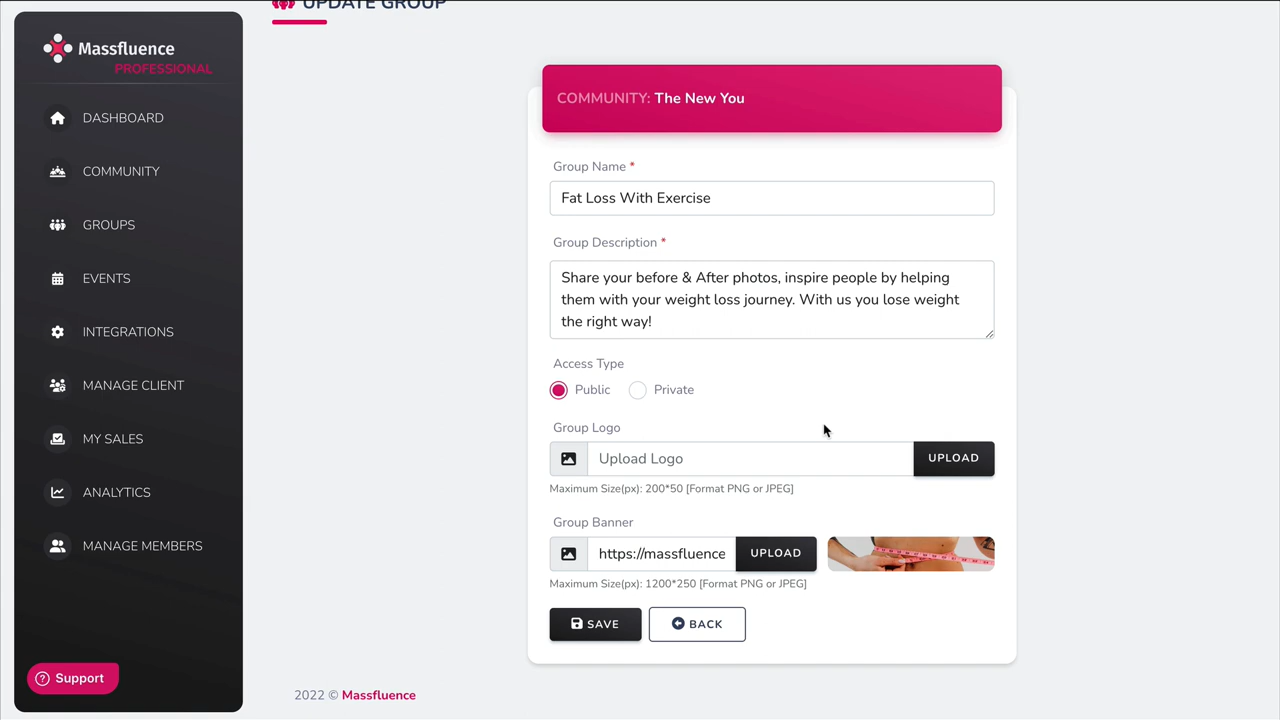 UPDATE GROUP
Massfluence
PROFESSIONAL
DASHBOARD
COMMUNITY
GROUPS
EVENTS
INTEGRATIONS
MANAGE CLIENT
MY SALES
ANALYTICS
MANAGE MEMBERS
Support
COMMUNITY: The New You
Group Name *
Fat Loss With Exercise
Group Description *
Share your before & After photos, inspire people by helping
them with your weight loss journey. With us you lose weight
the right way!
Access Type
Public Private
Group Logo
Upload Logo UPLOAD
Maximum Size(px): 200*50 [Format PNG or JPEG]
Group Banner
https://massfluence UPLOAD
Maximum Size(px): 1200*250 [Format PNG or JPEG]
SAVE BACK
2022 © Massfluence